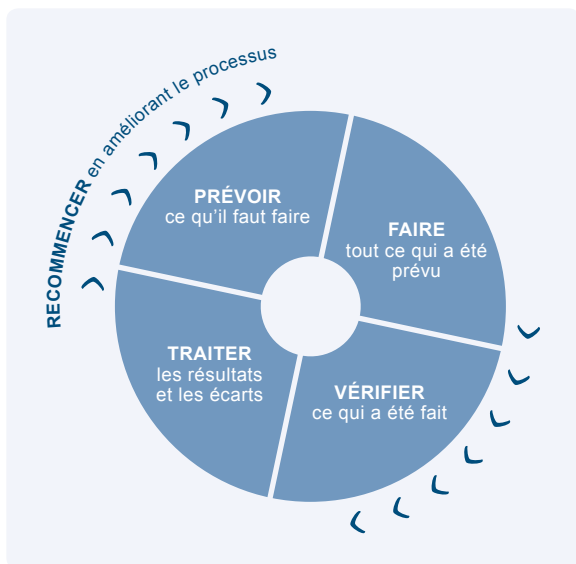 RECOMMENCER en améliorant le processus
PRÉVOIR
ce qu'il faut faire
FAIRE
tout ce qui a été
prévu
TRAITER
les résultats
et les écarts
VÉRIFIER
ce qui a été fait